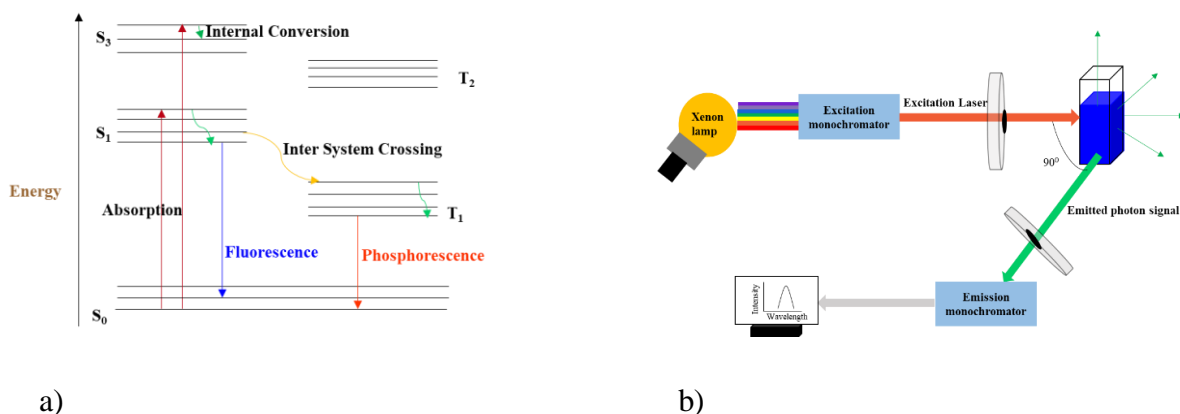 S3
Internal Conversion
T2
S1
Inter System Crossing
Energy
Absorption
T1
Fluorescence
Phosphorescence
S0
a)
Xenon
lamp
Excitation
monochromator
Excitation Laser
90⁰
Emitted photon signal
Emission
monochromator
Intensity
Wavelength
b)